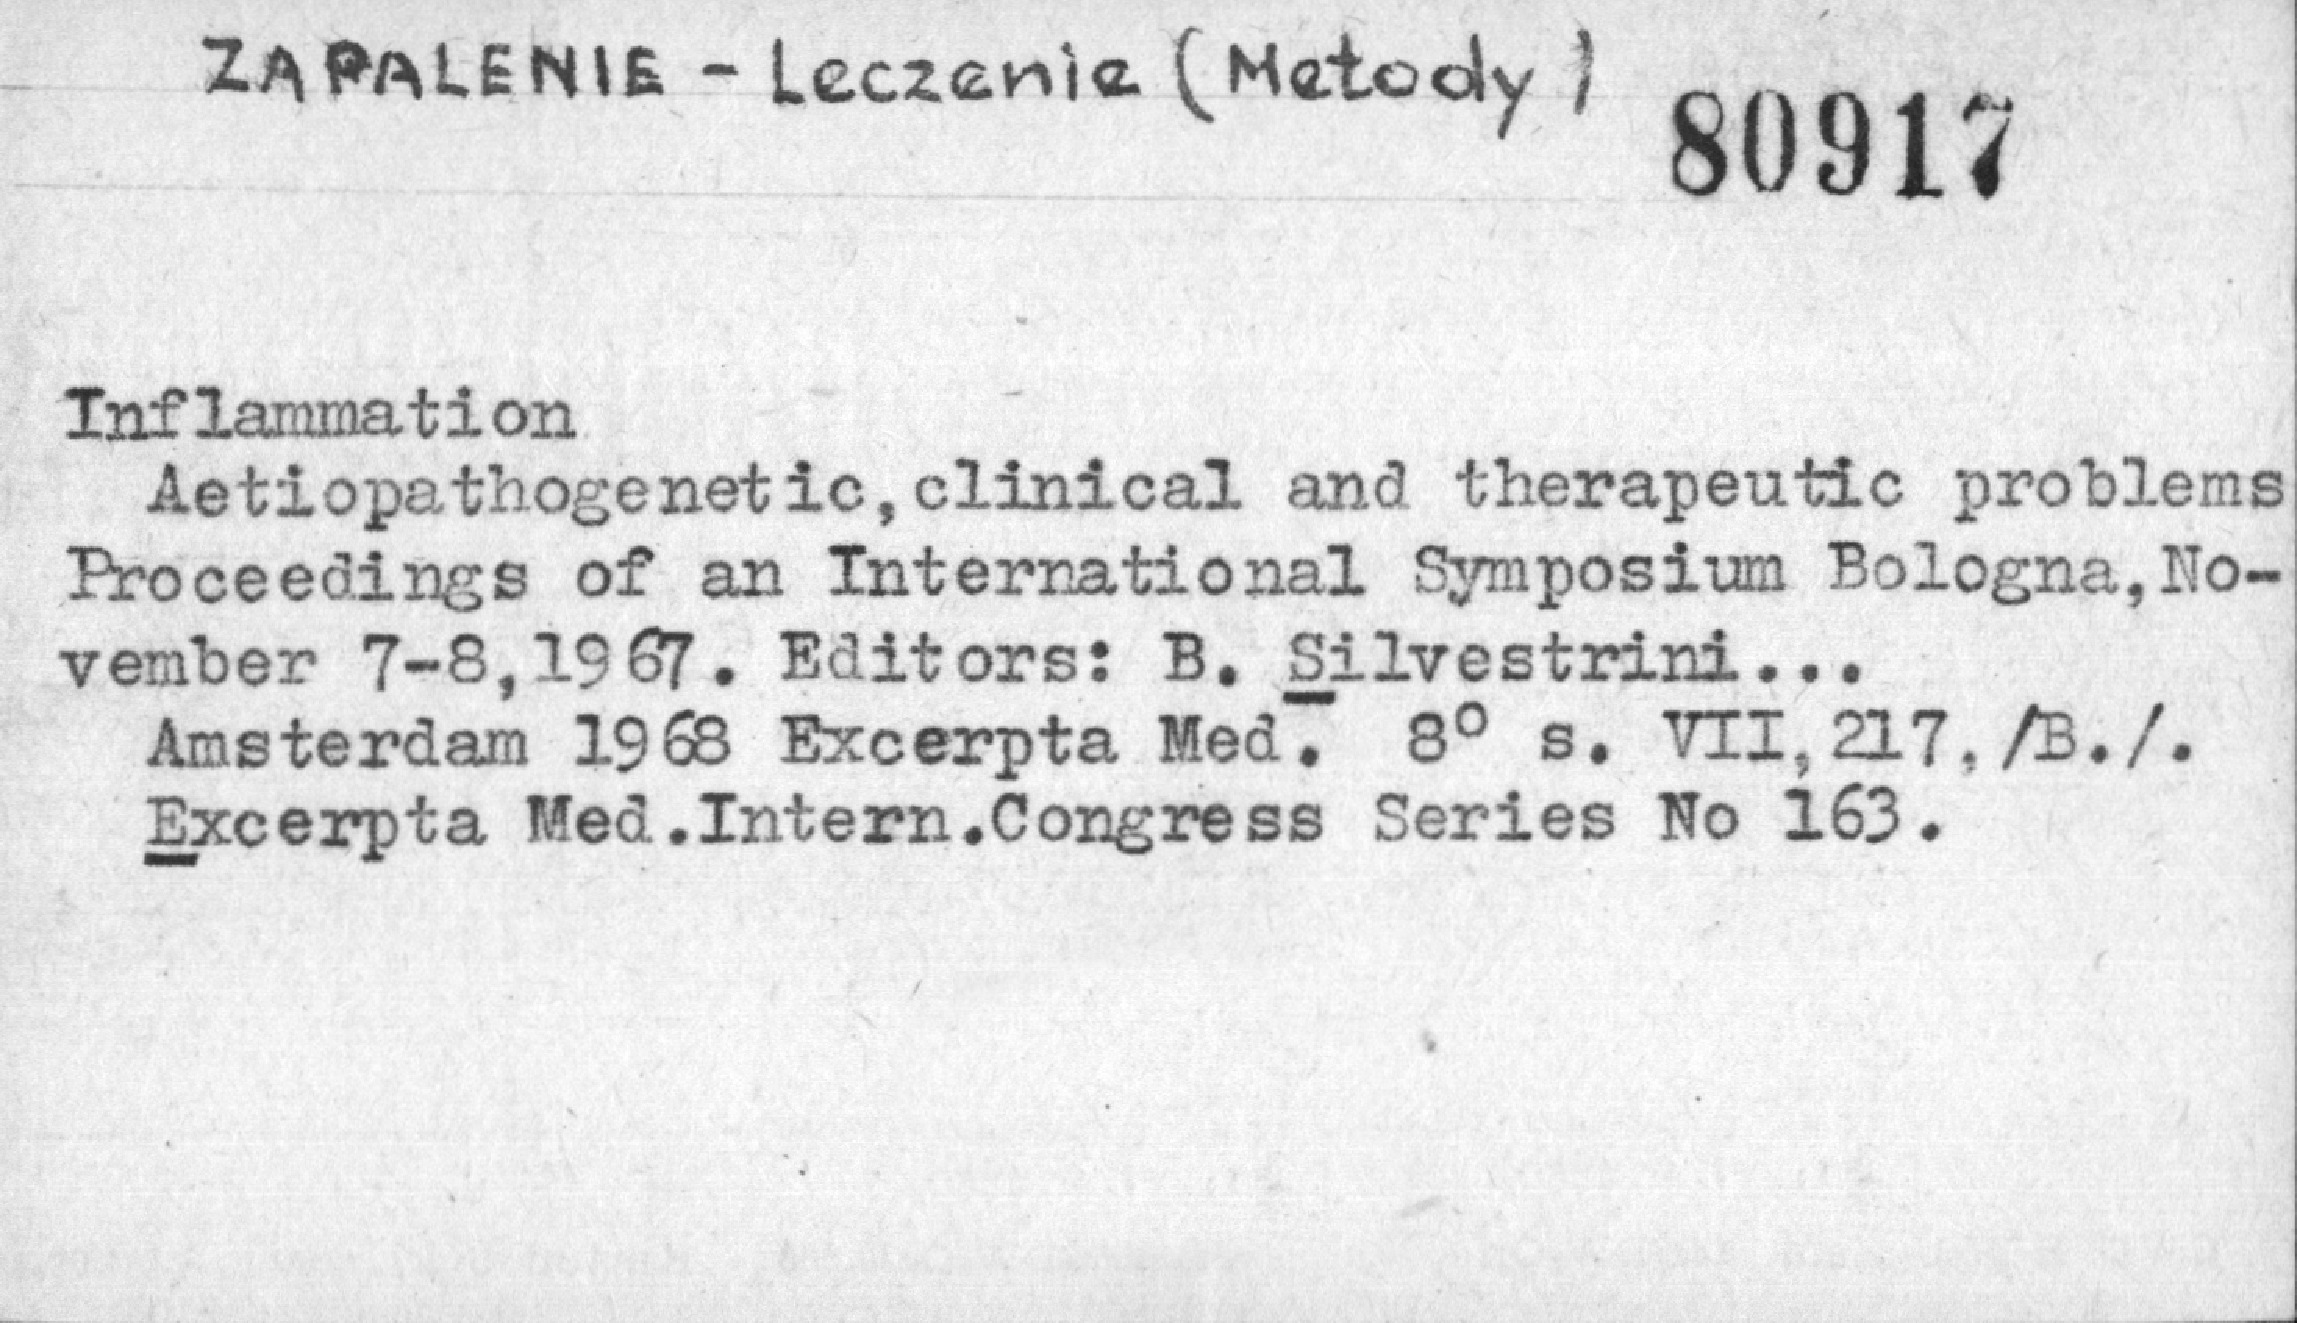 ZAPALENIE - Leczenie (Metody)
80917
Inflammation
Aetiopathogenetic,clinical and therapeutic problems
Proceedings of an International Symposium Bologna,No-
vember 7-8,1967. Editors: B. Silvestrini...
Amsterdam 1968 Excerpta Med. 8° s. VII,217, /B./.
Excerpta Med.Intern.Congress Series No 163.